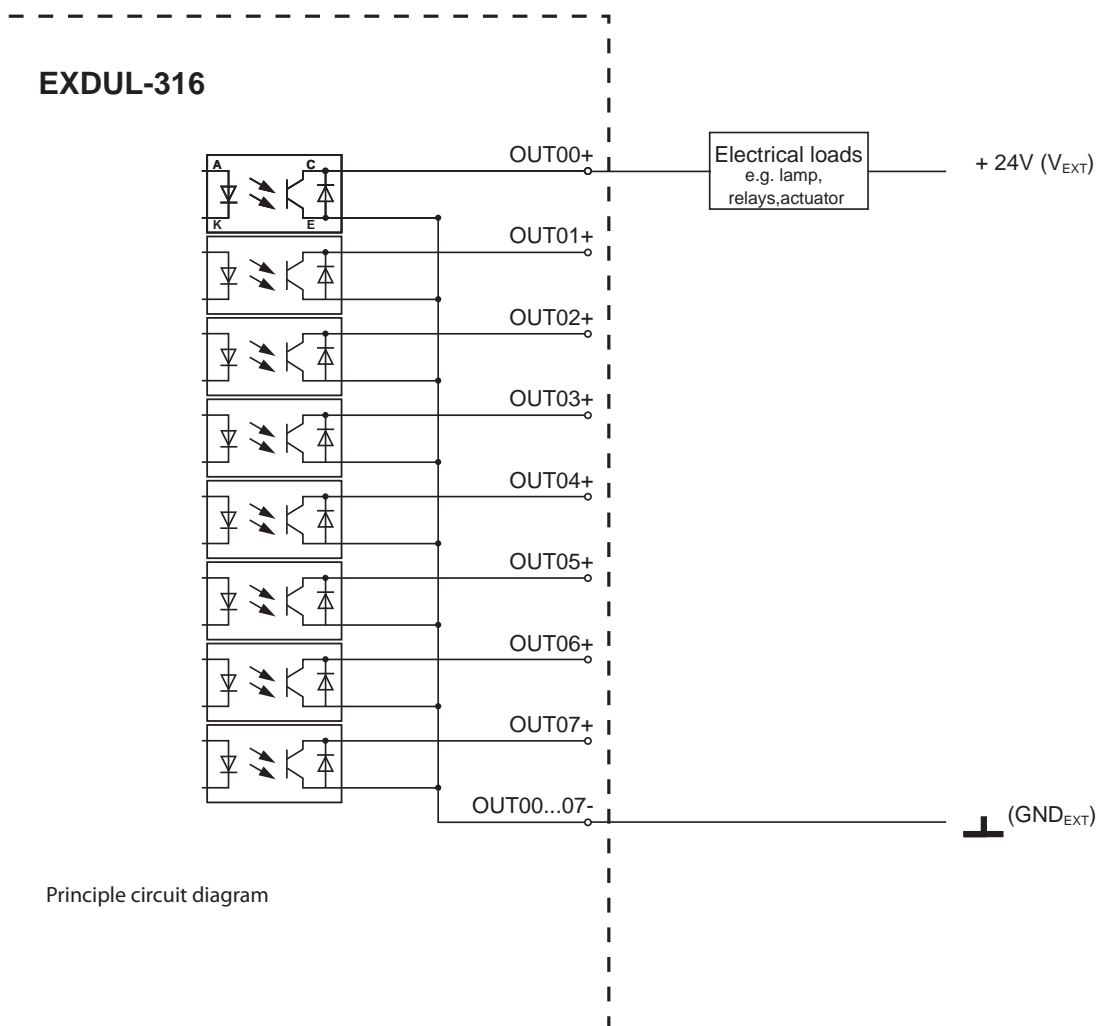 EXDUL-316
A
C
K
E
OUT00+
Electrical loads
e.g. lamp,
relays,actuator
+ 24V (VEXT)
OUT01+
OUT02+
OUT03+
OUT04+
OUT05+
OUT06+
OUT07+
OUT00...07-
(GNDEXT)
Principle circuit diagram